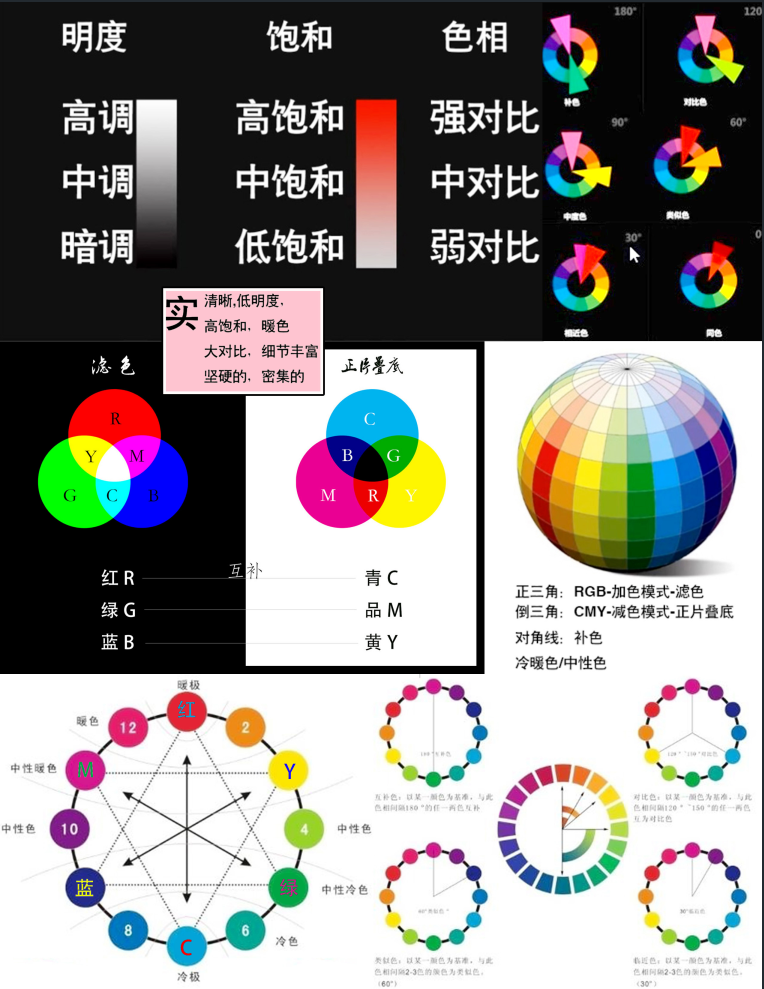 明度
饱和
色相
高调
高饱和
强对比
中调
中饱和
中对比
暗调
低饱和
弱对比
180°
补色
120
对比色
90°
中度色
60°
类似色
30°
相近色
0
同色
实
清晰,低明度,
高饱和, 暖色
大对比, 细节丰富
坚硬的, 密集的
滤色
R
Y
M
G
C
B
正片叠底
C
B
G
M
R
Y
互补
红 R
青 C
绿 G
品 M
蓝 B
黄 Y
正三角: RGB-加色模式-滤色
倒三角: CMY-减色模式-正片叠底
对角线: 补色
冷暖色/中性色
暖极
红
暖色
12
2
中性暖色
M
Y
中性色
10
4
中性色
蓝
绿
中性冷色
8
6
冷色
C
冷极
互补色: 以某一颜色为基准, 与此
色相间隔180 °的任一两色互补
120°~150°对比色
对比色: 以某一颜色为基准, 与此
色相间隔120 °~150 °的任一两色
互为对比色
60°类似色
类似色: 以某一颜色为基准, 与此
色相间隔2-3色的颜色为类似色。
(60°)
临近色: 以某一颜色为基准, 与此
色相间隔2-3色的颜色为类似色。
(30°)